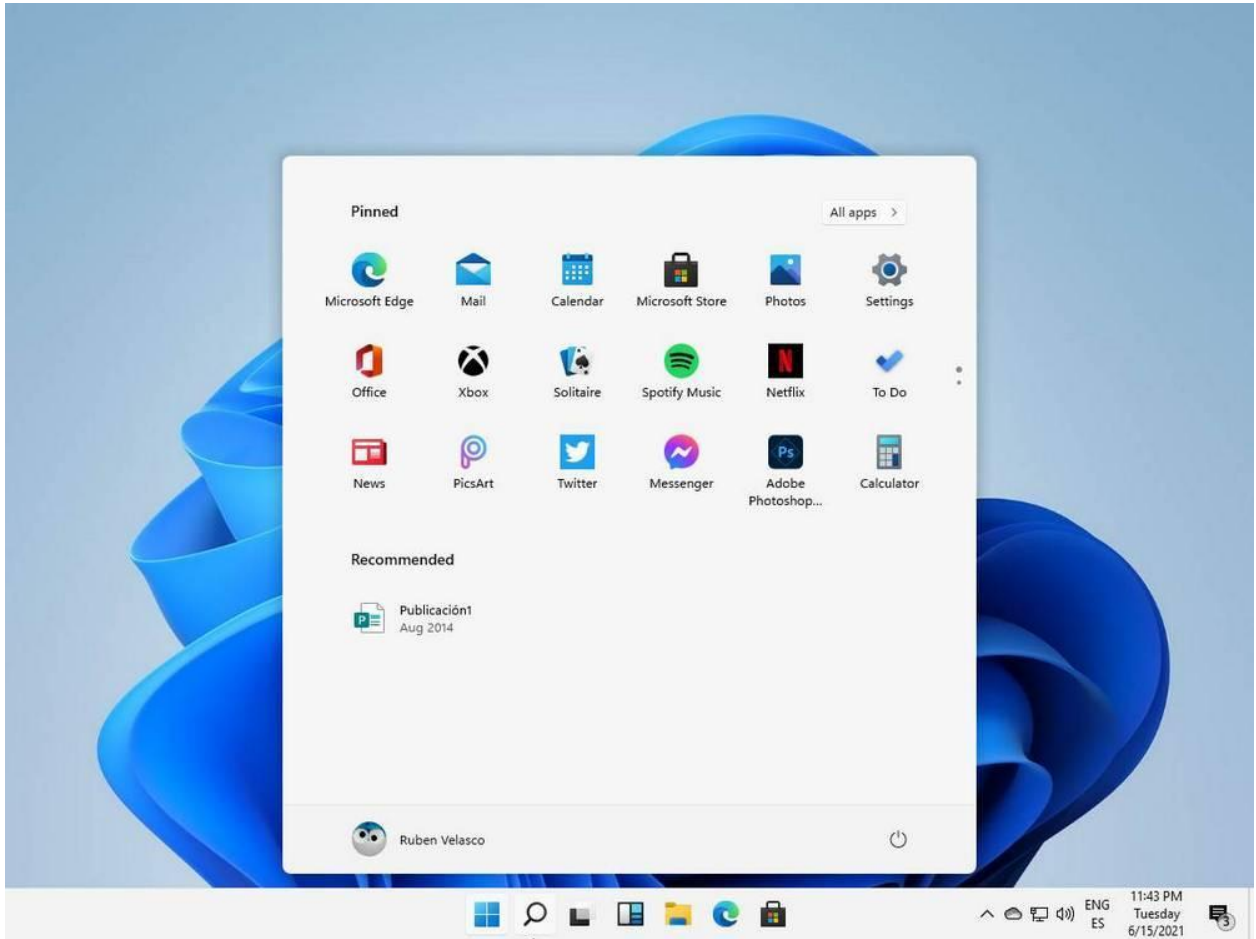 Pinned
All apps >
Microsoft Edge
Mail
Calendar
Microsoft Store
Photos
Settings
Office
Xbox
Solitaire
Spotify Music
Netflix
To Do
News
PicsArt
Twitter
Messenger
Adobe
Photoshop...
Calculator
Recommended
Publicación1
Aug 2014
Ruben Velasco
ENG
ES
11:43 PM
Tuesday
6/15/2021
3